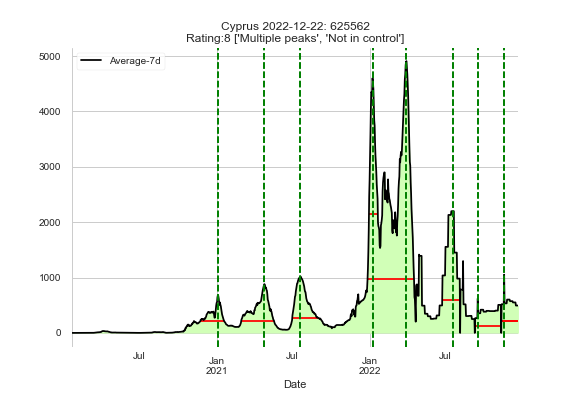 Cyprus 2022-12-22: 625562
Rating:8 ['Multiple peaks', 'Not in control']
5000
Average-7d
4000
3000
2000
1000
0
Jul
Jan
2021
Jul
Jan
2022
Jul
Date